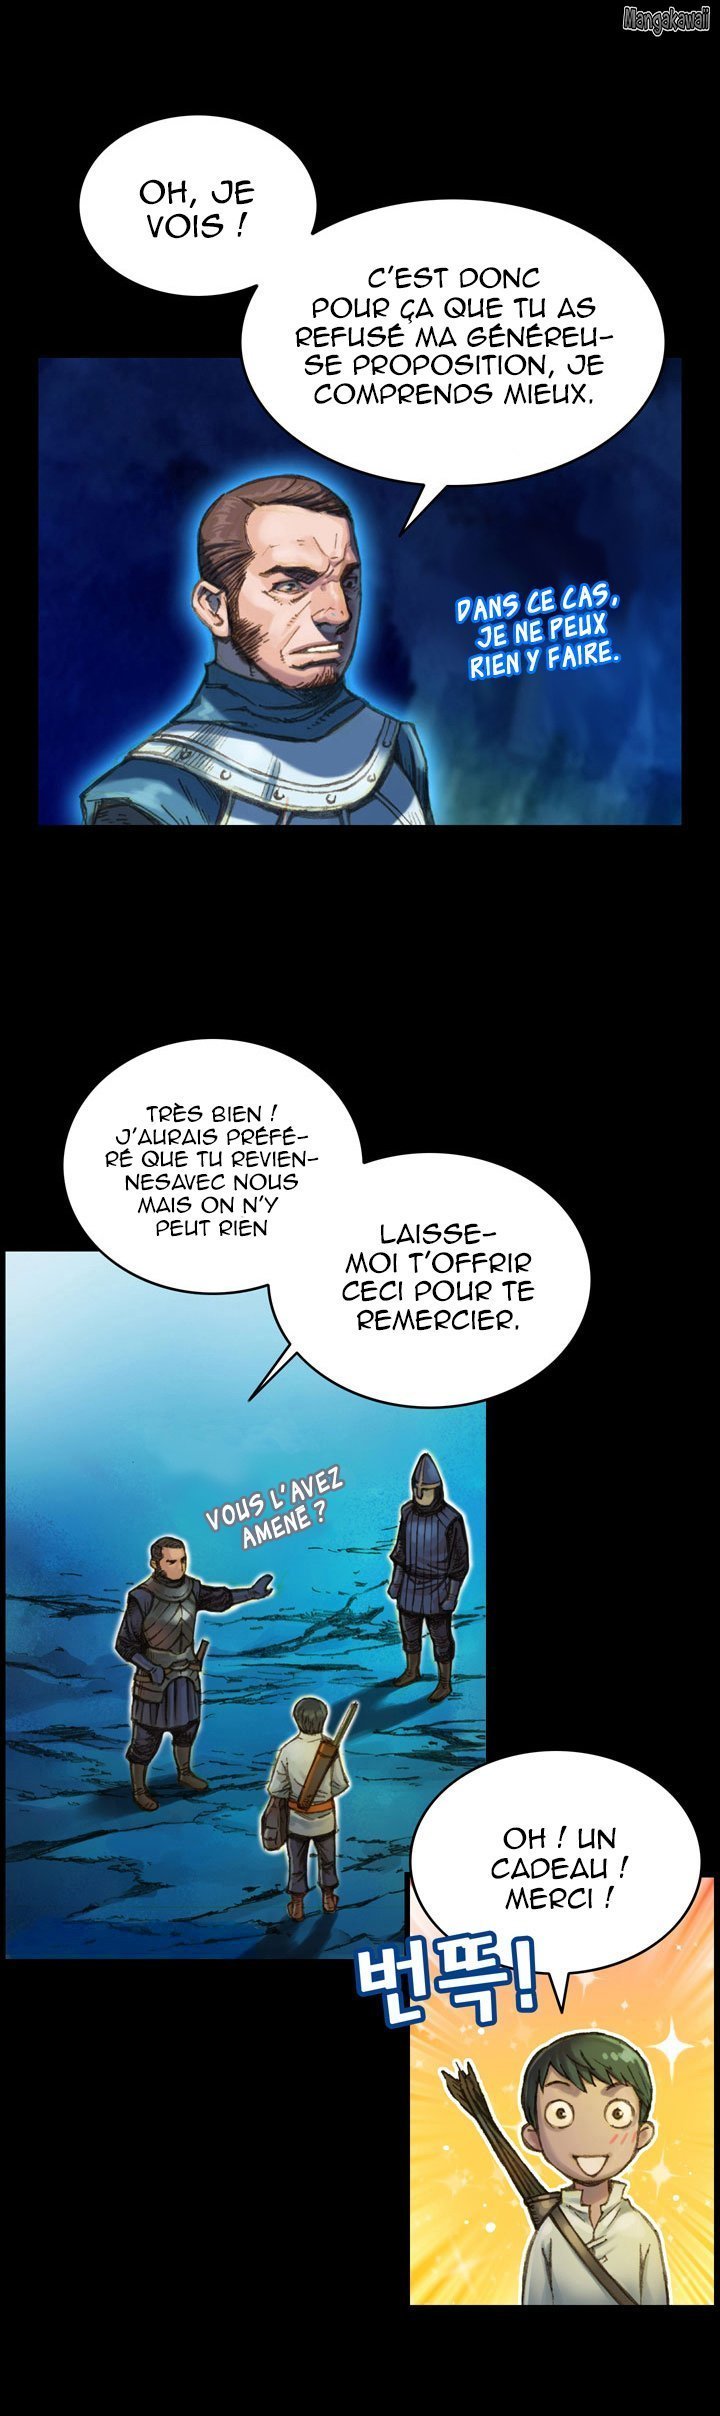 Mangakawaii
OH, JE
VOIS !
C'EST DONC
POUR ÇA QUE TU AS
REFUSÉ MA GÉNÉREU-
SE PROPOSITION, JE
COMPRENDS MIEUX.
DANS CE CAS,
JE NE PEUX
RIEN Y FAIRE.
TRÈS BIEN !
J'AURAIS PRÉFÉ-
RÉ QUE TU REVIEN-
NESAVEC NOUS
MAIS ON N'Y
PEUT RIEN
LAISSE-
MOI T'OFFRIR
CECI POUR TE
REMERCIER.
VOUS L'AVEZ
AMENÉ ?
OH ! UN
CADEAU !
MERCI !
번뜩!